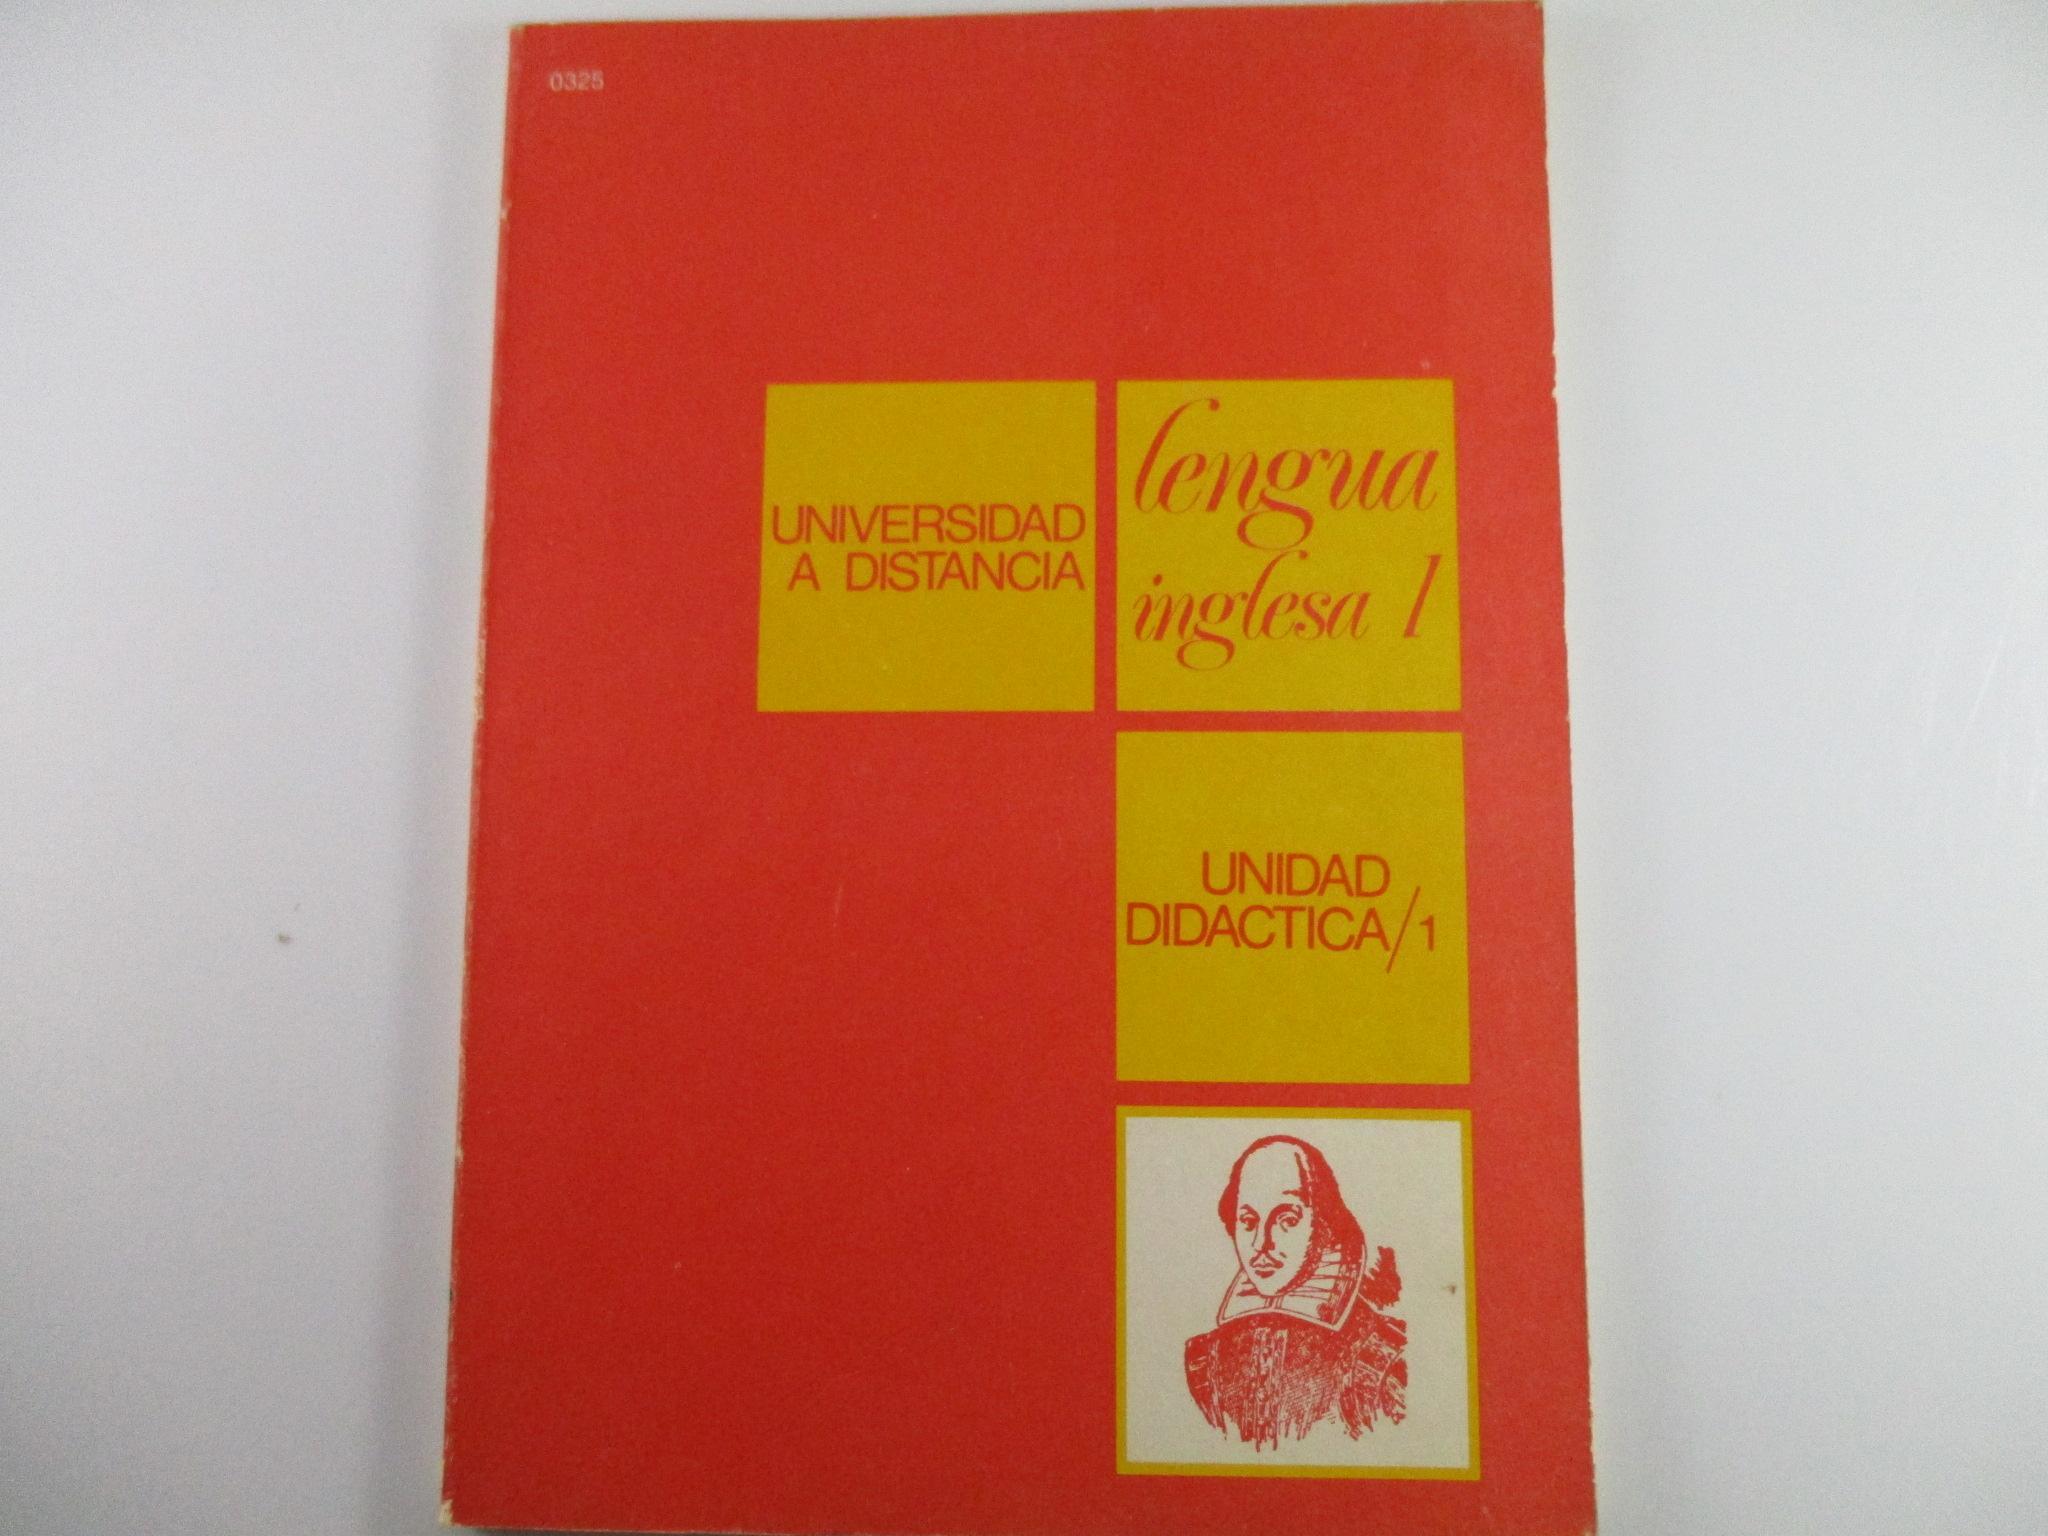 0325
UNIVERSIDAD
A DISTANCIA
lengua
inglesa 1
UNIDAD
DIDACTICA/1